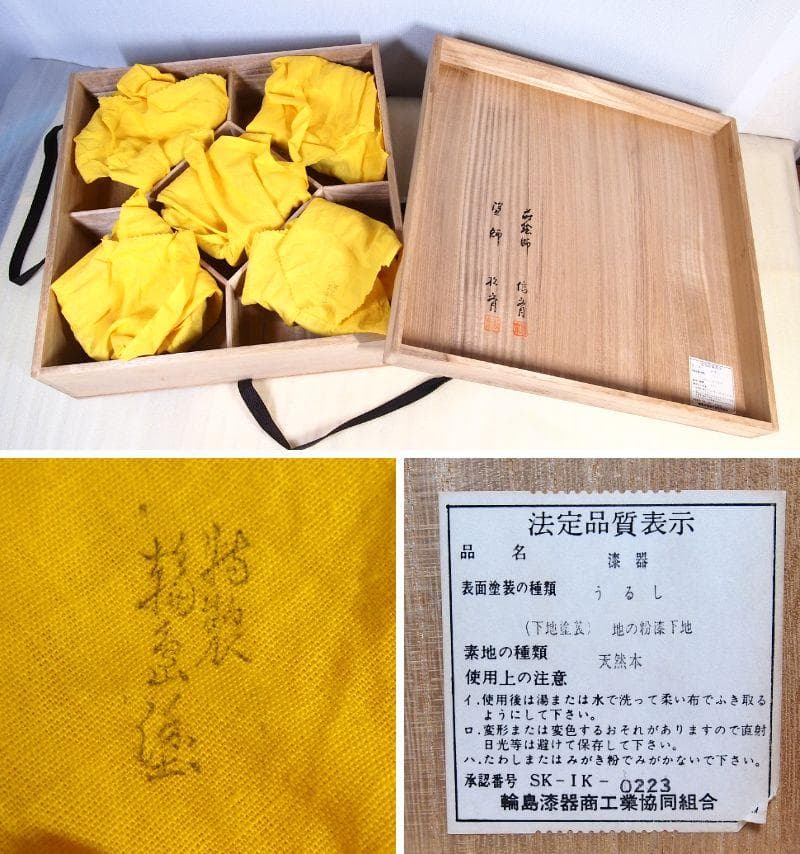 蒔絵師
塗師
特製
輪島塗
法定品質表示
品名 漆器
表面塗装の種類 うるし
(下地塗装) 地の粉漆下地
素地の種類 天然木
使用上の注意
イ.使用後は湯または水で洗って柔い布でふき取る
ようにして下さい。
ロ.変形または変色するおそれがありますので直射
日光等は避けて保存して下さい。
ハ.たわしまたはみがき粉でみがかないで下さい。
承認番号 SK-IK-0223
輪島漆器商工業協同組合